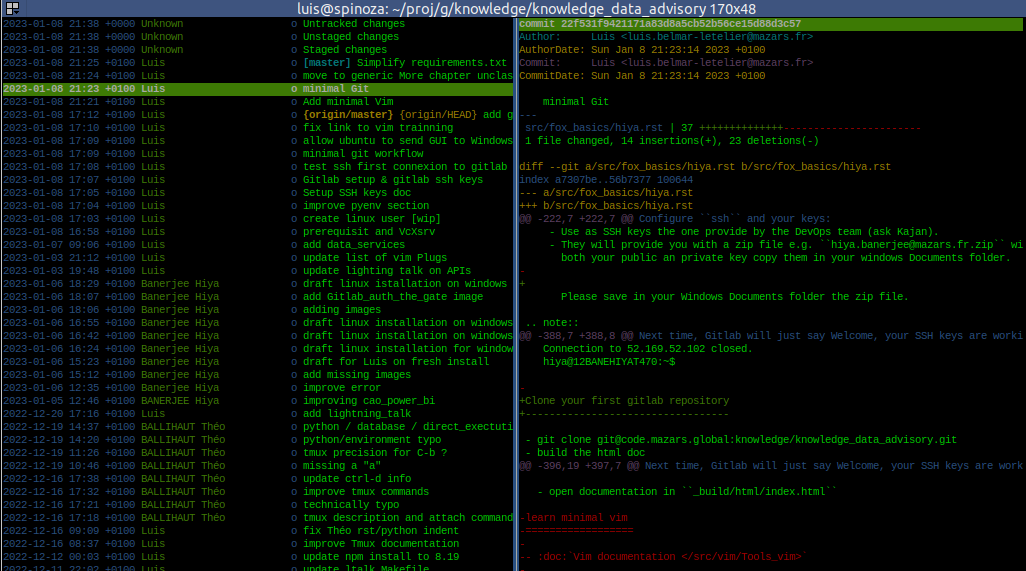 luis@spinoza: ~/proj/g/knowledge/knowledge_data_advisory 170x48
2023-01-08 21:38 +0000 Unknown o Untracked changes
2023-01-08 21:38 +0000 Unknown o Unstaged changes
2023-01-08 21:38 +0000 Unknown o Staged changes
2023-01-08 21:25 +0100 Luis o [master] Simplify requirements.txt
2023-01-08 21:24 +0100 Luis o move to generic More chapter unclas
2023-01-08 21:23 +0100 Luis o minimal Git
2023-01-08 21:21 +0100 Luis o Add minimal Vim
2023-01-08 17:12 +0100 Luis o {origin/master} {origin/HEAD} add g
2023-01-08 17:10 +0100 Luis o fix link to vim trainning
2023-01-08 17:09 +0100 Luis o allow ubuntu to send GUI to Windows
2023-01-08 17:09 +0100 Luis o minimal git workflow
2023-01-08 17:08 +0100 Luis o test ssh first connexion to gitlab
2023-01-08 17:07 +0100 Luis o Gitlab setup & gitlab ssh keys
2023-01-08 17:05 +0100 Luis o Setup SSH keys doc
2023-01-08 17:04 +0100 Luis o improve pyenv section
2023-01-08 17:03 +0100 Luis o create linux user [wip]
2023-01-08 16:58 +0100 Luis o prerequisit and VcXsrv
2023-01-07 09:06 +0100 Luis o add data_services
2023-01-03 21:12 +0100 Luis o update list of vim Plugs
2023-01-03 19:48 +0100 Luis o update lighting talk on APIs
2023-01-06 18:29 +0100 Banerjee Hiya o draft linux istallation on windows
2023-01-06 18:07 +0100 Banerjee Hiya o add Gitlab_auth_the_gate image
2023-01-06 18:06 +0100 Banerjee Hiya o adding images
2023-01-06 16:55 +0100 Banerjee Hiya o draft linux installation on windows
2023-01-06 16:42 +0100 Banerjee Hiya o draft linux installation on windows
2023-01-06 16:24 +0100 Banerjee Hiya o draft linux installation for window
2023-01-06 15:23 +0100 Banerjee Hiya o draft for Luis on fresh install
2023-01-06 15:12 +0100 Banerjee Hiya o add missing images
2023-01-06 12:35 +0100 Banerjee Hiya o improve error
2023-01-05 12:46 +0100 BANERJEE Hiya o improving cao_power_bi
2022-12-20 17:16 +0100 Luis o add lightning_talk
2022-12-19 14:37 +0100 BALLIHAUT Théo o python / database / direct_exectuti
2022-12-19 14:20 +0100 BALLIHAUT Théo o python/environment typo
2022-12-19 11:26 +0100 BALLIHAUT Théo o tmux precision for C-b ?
2022-12-19 10:46 +0100 BALLIHAUT Théo o missing a "a"
2022-12-16 17:38 +0100 BALLIHAUT Théo o update ctrl-d info
2022-12-16 17:32 +0100 BALLIHAUT Théo o improve tmux commands
2022-12-16 17:21 +0100 BALLIHAUT Théo o technically typo
2022-12-16 17:18 +0100 BALLIHAUT Théo o tmux description and attach command
2022-12-16 09:09 +0100 Luis o fix Théo rst/python indent
2022-12-16 08:37 +0100 Luis o improve Tmux documentation
2022-12-12 00:03 +0100 Luis o update npm install to 8.19
2022-12-11 22:02 +0100 Luis o update ltalk Makefile
commit 22f531f9421171a83d8a5cb52b56ce15d88d3c57
Author: Luis <luis.belmar-letelier@mazars.fr>
AuthorDate: Sun Jan 8 21:23:14 2023 +0100
Commit: Luis <luis.belmar-letelier@mazars.fr>
CommitDate: Sun Jan 8 21:23:14 2023 +0100
minimal Git
---
src/fox_basics/hiya.rst | 37 ++++++++++++++-----------------------
1 file changed, 14 insertions(+), 23 deletions(-)
diff --git a/src/fox_basics/hiya.rst b/src/fox_basics/hiya.rst
index a7307be..56b7377 100644
--- a/src/fox_basics/hiya.rst
+++ b/src/fox_basics/hiya.rst
@@ -222,7 +222,7 @@ Configure ``ssh`` and your keys:
- Use as SSH keys the one provide by the DevOps team (ask Kajan).
- They will provide you with a zip file e.g. ``hiya.banerjee@mazars.fr.zip`` wi
both your public an private key copy them in your windows Documents folder.
-
+
Please save in your Windows Documents folder the zip file.
.. note::
@@ -388,7 +388,8 @@ Next time, Gitlab will just say Welcome, your SSH keys are worki
Connection to 52.169.52.102 closed.
hiya@12BANEHIYAT470:~$
-
+Clone your first gitlab repository
+----------------------------------
- git clone git@code.mazars.global:knowledge/knowledge_data_advisory.git
- build the html doc
@@ -396,19 +397,7 @@ Next time, Gitlab will just say Welcome, your SSH keys are work
- open documentation in ``_build/html/index.html``
-learn minimal vim
-==================
-
-- :doc:`Vim documentation </src/vim/Tools_vim>`
-